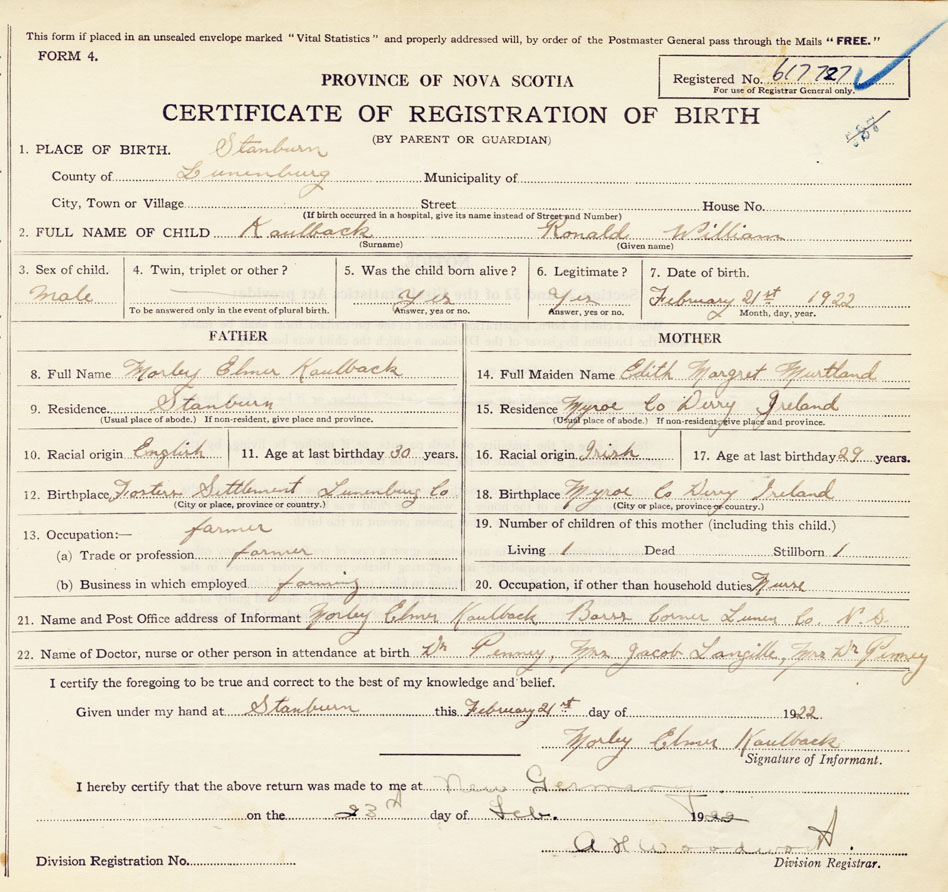 This form if placed in an unsealed envelope marked "Vital Statistics" and properly addressed will, by order of the Postmaster General pass through the Mails "FREE."
FORM 4.
Registered No. 617727
For use of Registrar General only.
PROVINCE OF NOVA SCOTIA
CERTIFICATE OF REGISTRATION OF BIRTH
(BY PARENT OR GUARDIAN)
1. PLACE OF BIRTH. Stanburn
County of Lunenburg Municipality of
City, Town or Village Street House No.
(If birth occurred in a hospital, give its name instead of Street and Number)
2. FULL NAME OF CHILD Kaulback Ronald William
(Surname) (Given name)
3. Sex of child. 4. Twin, triplet or other? 5. Was the child born alive? 6. Legitimate? 7. Date of birth.
Male Yes Yes February 21st 1922
To be answered only in the event of plural birth. Answer, yes or no. Answer, yes or no. Month, day, year.
FATHER MOTHER
8. Full Name Morley Elmer Kaulback 14. Full Maiden Name Edith Margret Murtland
9. Residence. Stanburn 15. Residence Myroe Co Derry Ireland
(Usual place of abode.) If non-resident, give place and province. (Usual place of abode.) If non-resident, give place and province.
10. Racial origin English 11. Age at last birthday 30 years. 16. Racial origin Irish 17. Age at last birthday 29 years.
12. Birthplace Fosters Settlement Lunenburg Co 18. Birthplace Myroe Co Derry Ireland
(City or place, province or country.) (City or place, province or country.)
13. Occupation:— farmer 19. Number of children of this mother (including this child.)
(a) Trade or profession farmer Living 1 Dead Stillborn 1
(b) Business in which employed farming 20. Occupation, if other than household duties Nurse
21. Name and Post Office address of Informant Morley Elmer Kaulback Barss Corner Lunen Co. N.S.
22. Name of Doctor, nurse or other person in attendance at birth Dr Penney, Mrs Jacob Langille, Mrs Dr Penney
I certify the foregoing to be true and correct to the best of my knowledge and belief.
Given under my hand at Stanburn this February 21st day of 1922
Morley Elmer Kaulback
Signature of Informant.
I hereby certify that the above return was made to me at New Germany
on the 23rd day of Feb. 1922
A H Woodworth
Division Registration No. Division Registrar.